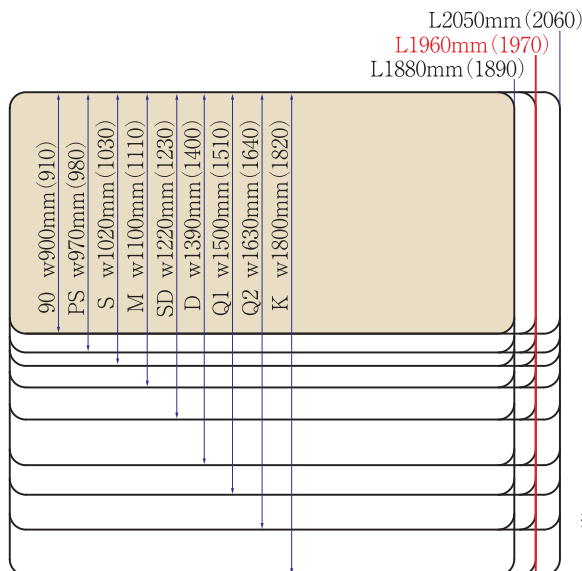 L2050mm(2060)
L1960mm(1970)
L1880mm(1890)
90 w900mm(910)
PS w970mm(980)
S w1020mm(1030)
M w1100mm(1110)
SD w1220mm(1230)
D w1390mm(1400)
Q1 w1500mm(1510)
Q2 w1630mm(1640)
K w1800mm(1820)